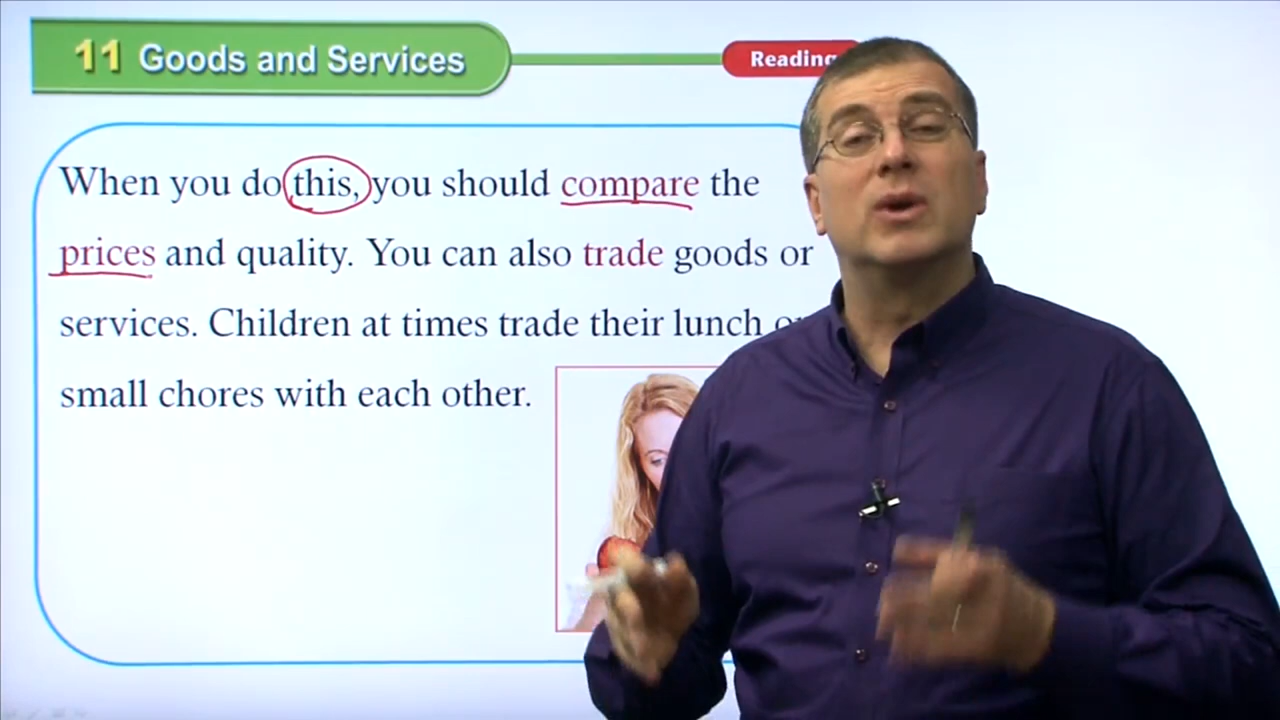 11 Goods and Services
Reading
When you do this, you should compare the
prices and quality. You can also trade goods or
services. Children at times trade their lunch or
small chores with each other.